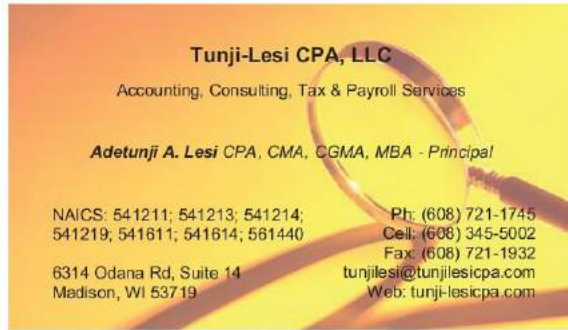 Tunji-Lesi CPA, LLC
Accounting, Consulting, Tax & Payroll Services
Adetunji A. Lesi CPA, CMA, CGMA, MBA - Principal
NAICS: 541211; 541213; 541214;
541219; 541611; 541614; 561440
6314 Odana Rd, Suite 14
Madison, WI 53719
Ph: (608) 721-1745
Cell: (608) 345-5002
Fax: (608) 721-1932
tunjilesi@tunjilesicpa.com
Web: tunji-lesicpa.com